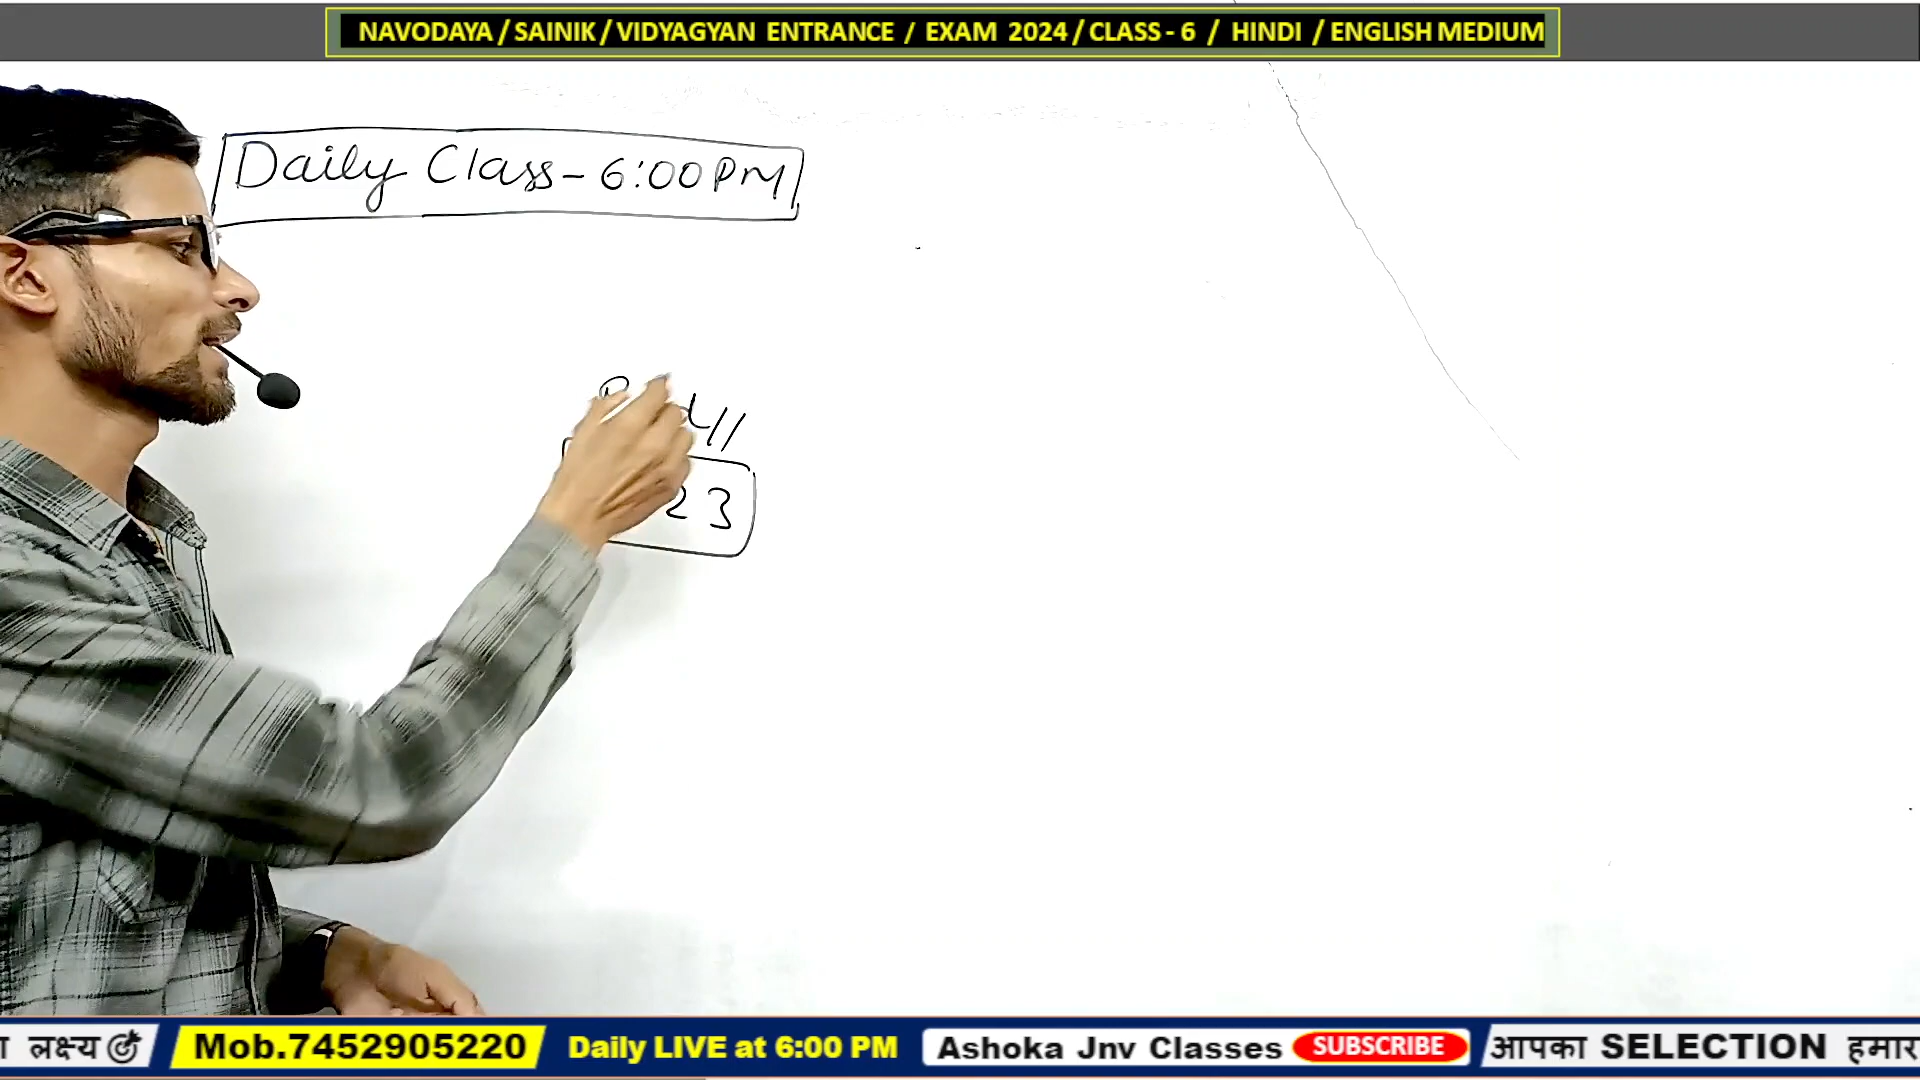 NAVODAYA / SAINIK / VIDYAGYAN ENTRANCE / EXAM 2024 / CLASS - 6 / HINDI / ENGLISH MEDIUM
Daily Class - 6:00 PM
23
लक्ष्य Mob.7452905220 Daily LIVE at 6:00 PM Ashoka Jnv Classes SUBSCRIBE आपका SELECTION